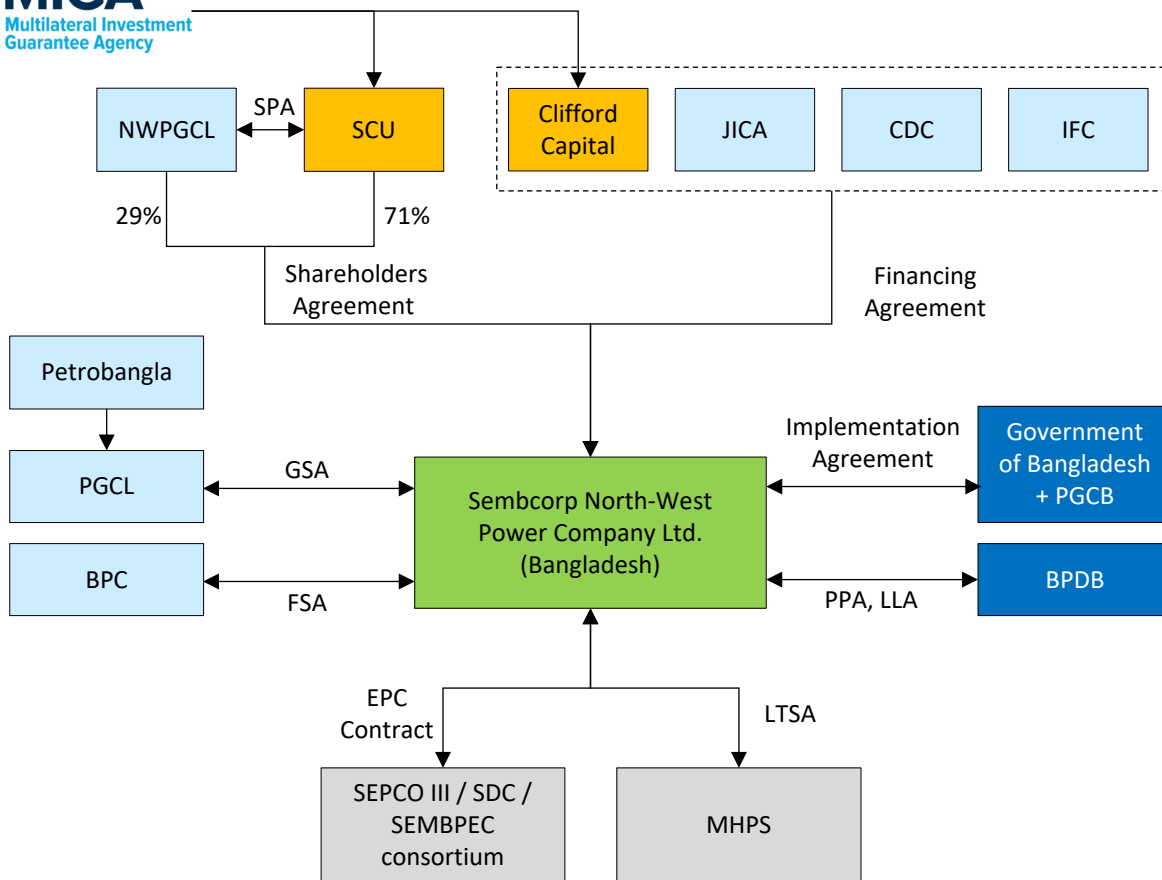 MIGA
Multilateral Investment
Guarantee Agency
NWPGCL
SPA
SCU
Clifford
Capital
JICA
CDC
IFC
29%
71%
Shareholders
Agreement
Financing
Agreement
Petrobangla
PGCL
GSA
BPC
FSA
Sembcorp North-West
Power Company Ltd.
(Bangladesh)
Implementation
Agreement
Government
of Bangladesh
+ PGCB
PPA, LLA
BPDB
EPC
Contract
LTSA
SEPCO III / SDC /
SEMBPEC
consortium
MHPS